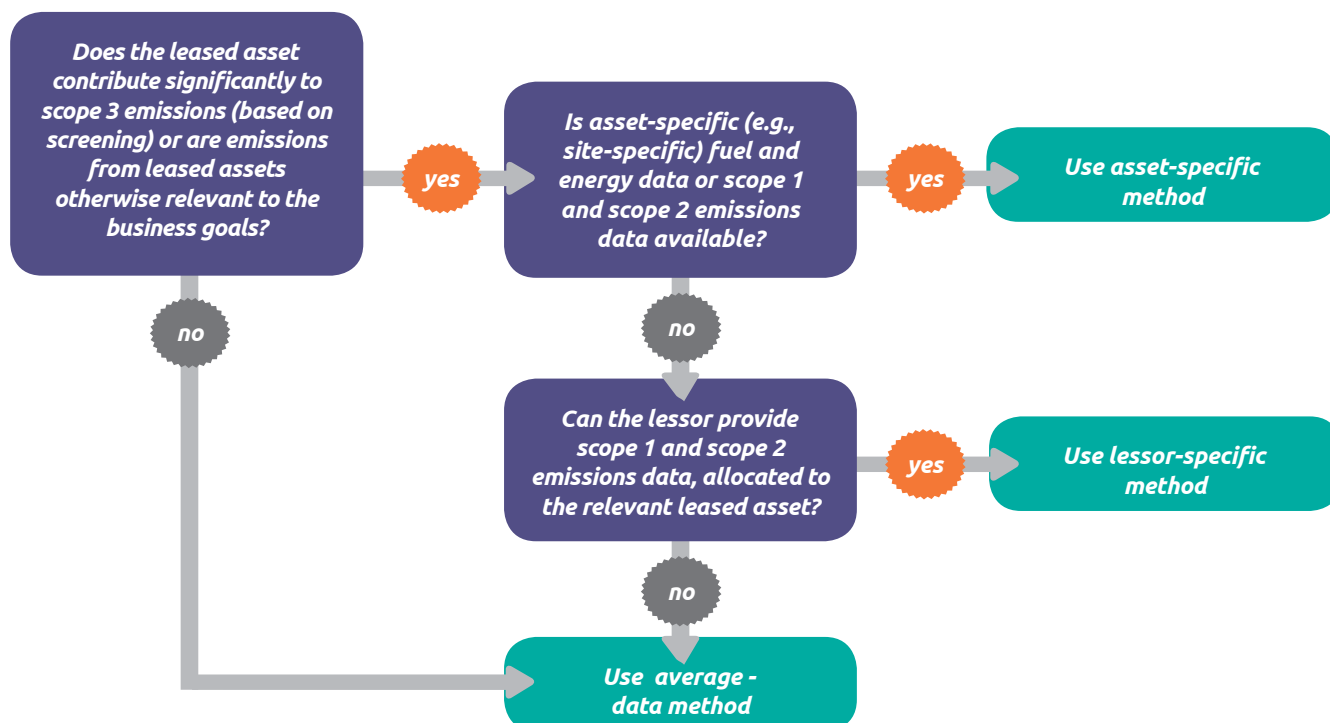 Does the leased asset
contribute significantly to
scope 3 emissions (based on
screening) or are emissions
from leased assets
otherwise relevant to the
business goals?
yes
Is asset-specific (e.g.,
site-specific) fuel and
energy data or scope 1
and scope 2 emissions
data available?
yes
Use asset-specific
method
no
no
Can the lessor provide
scope 1 and scope 2
emissions data, allocated to
the relevant leased asset?
yes
Use lessor-specific
method
no
Use average -
data method